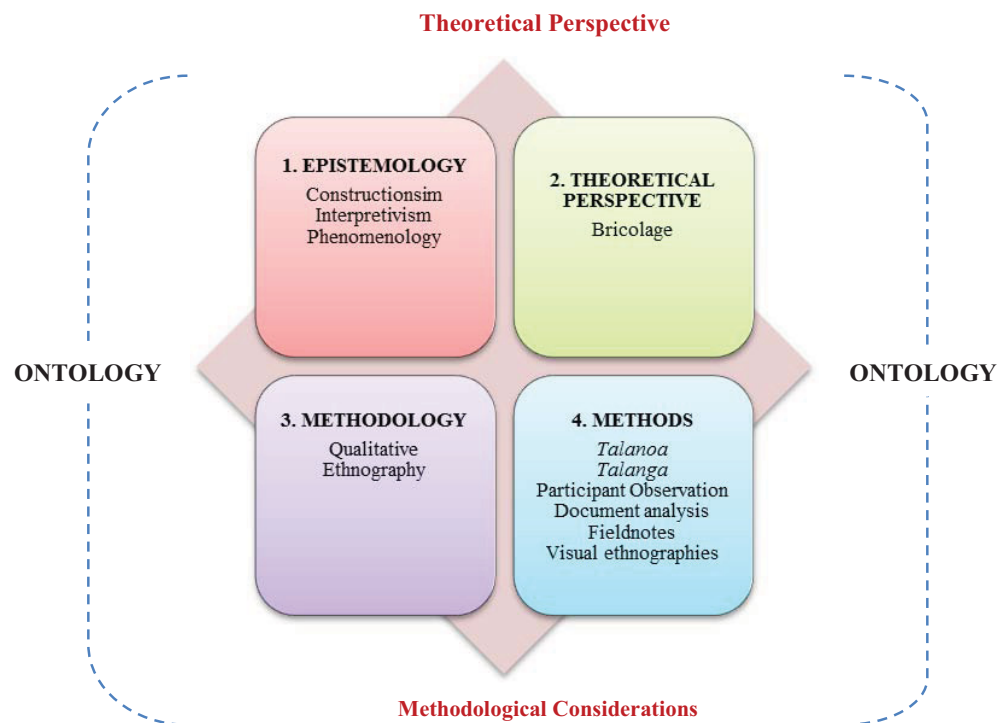 Theoretical Perspective
1. EPISTEMOLOGY
Constructionsim
Interpretivism
Phenomenology
2. THEORETICAL
PERSPECTIVE
Bricolage
ONTOLOGY
ONTOLOGY
3. METHODOLOGY
Qualitative
Ethnography
4. METHODS
Talanoa
Talanga
Participant Observation
Document analysis
Fieldnotes
Visual ethnographies
Methodological Considerations